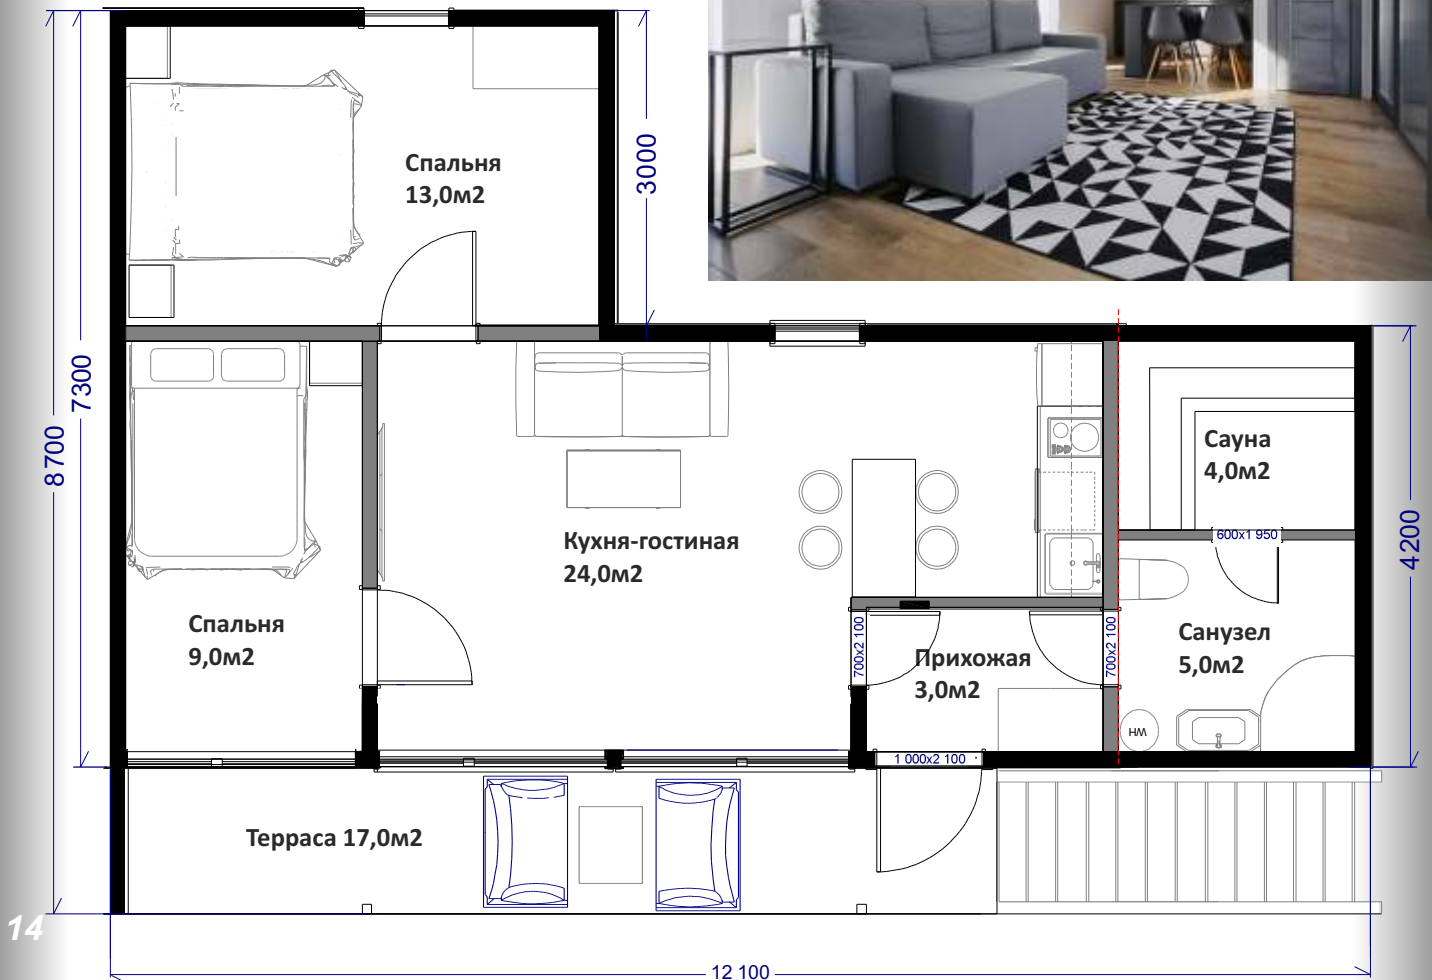 Спальня
13,0м2
3000
7300
8700
Сауна
4,0м2
600x1 950
4200
Кухня-гостиная
24,0м2
Спальня
9,0м2
700x2 100
Прихожая
3,0м2
700x2 100
Санузел
5,0м2
WH
1 000x2 100
Терраса 17,0м2
14
12 100